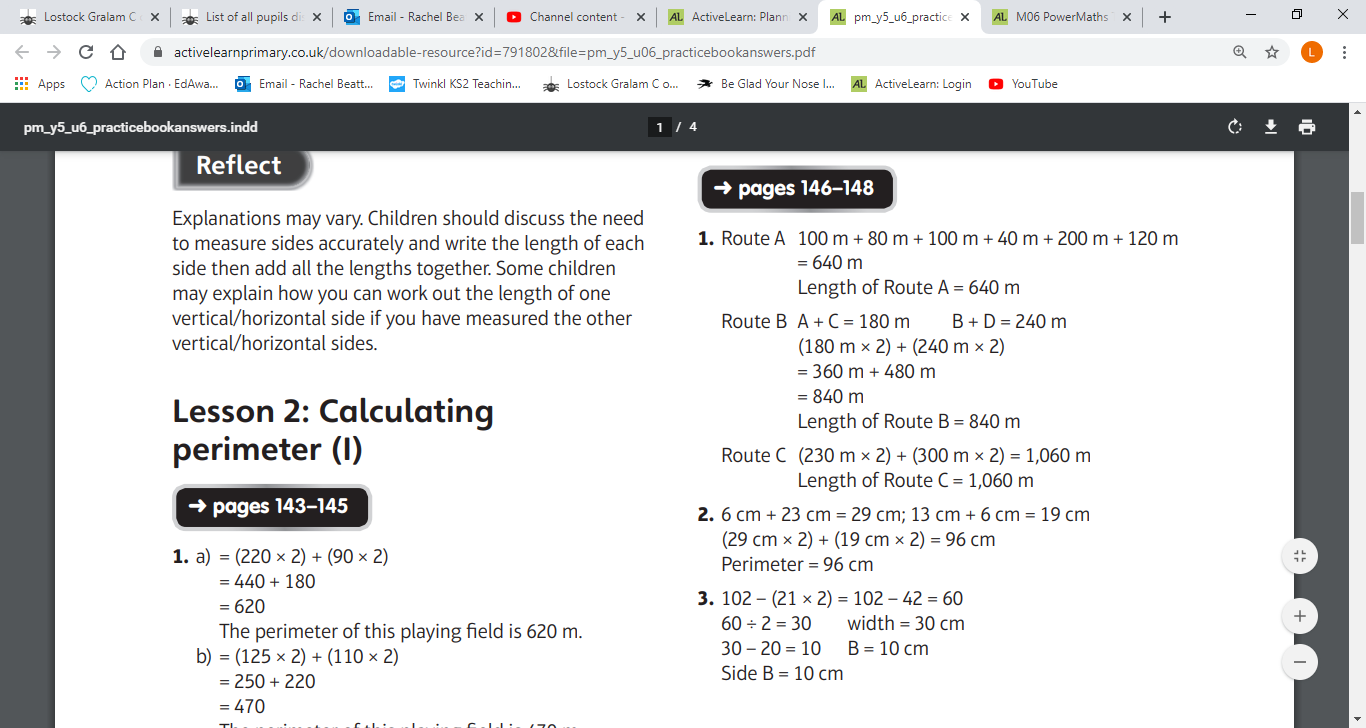 Lostock Gralam C
List of all pupils di
Email - Rachel Bea
Channel content -
ActiveLearn: Plann
pm_y5_u6_practice
M06 PowerMaths
activelearnprimary.co.uk/downloadable-resource?id=791802&file=pm_y5_u06_practicebookanswers.pdf
L
Apps
Action Plan · EdAwa...
Email - Rachel Beatt...
Twinkl KS2 Teachin...
Lostock Gralam C o...
Be Glad Your Nose I...
ActiveLearn: Login
YouTube
pm_y5_u6_practicebookanswers.indd
1 / 4
Reflect
Explanations may vary. Children should discuss the need
to measure sides accurately and write the length of each
side then add all the lengths together. Some children
may explain how you can work out the length of one
vertical/horizontal side if you have measured the other
vertical/horizontal sides.
Lesson 2: Calculating
perimeter (I)
→ pages 143–145
1. a) = (220 × 2) + (90 × 2)
= 440 + 180
= 620
The perimeter of this playing field is 620 m.
b) = (125 × 2) + (110 × 2)
= 250 + 220
= 470
The perimeter of this playing field is 470 m.
→ pages 146–148
1. Route A 100 m + 80 m + 100 m + 40 m + 200 m + 120 m
= 640 m
Length of Route A = 640 m
Route B A + C = 180 m B + D = 240 m
(180 m × 2) + (240 m × 2)
= 360 m + 480 m
= 840 m
Length of Route B = 840 m
Route C (230 m × 2) + (300 m × 2) = 1,060 m
Length of Route C = 1,060 m
2. 6 cm + 23 cm = 29 cm; 13 cm + 6 cm = 19 cm
(29 cm × 2) + (19 cm × 2) = 96 cm
Perimeter = 96 cm
3. 102 – (21 × 2) = 102 – 42 = 60
60 ÷ 2 = 30 width = 30 cm
30 – 20 = 10 B = 10 cm
Side B = 10 cm